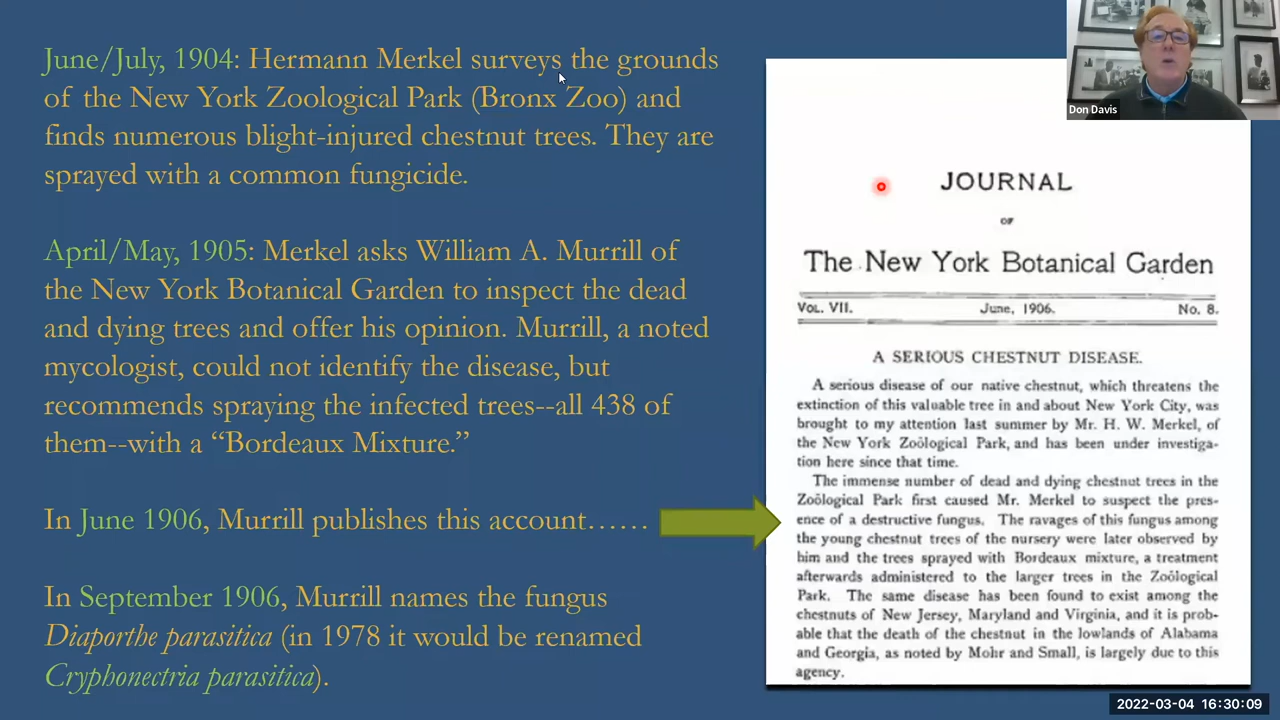 June/July, 1904: Hermann Merkel surveys the grounds
of the New York Zoological Park (Bronx Zoo) and
finds numerous blight-injured chestnut trees. They are
sprayed with a common fungicide.
April/May, 1905: Merkel asks William A. Murrill of
the New York Botanical Garden to inspect the dead
and dying trees and offer his opinion. Murrill, a noted
mycologist, could not identify the disease, but
recommends spraying the infected trees--all 438 of
them--with a “Bordeaux Mixture.”
In June 1906, Murrill publishes this account……
In September 1906, Murrill names the fungus
Diaporthe parasitica (in 1978 it would be renamed
Cryphonectria parasitica).
Don Davis
JOURNAL
OF
The New York Botanical Garden
VOL. VII. June, 1906. No. 8.
A SERIOUS CHESTNUT DISEASE.
A serious disease of our native chestnut, which threatens the
extinction of this valuable tree in and about New York City, was
brought to my attention last summer by Mr. H. W. Merkel, of
the New York Zoölogical Park, and has been under investiga-
tion here since that time.
The immense number of dead and dying chestnut trees in the
Zoölogical Park first caused Mr. Merkel to suspect the pres-
ence of a destructive fungus. The ravages of this fungus among
the young chestnut trees of the nursery were later observed by
him and the trees sprayed with Bordeaux mixture, a treatment
afterwards administered to the larger trees in the Zoölogical
Park. The same disease has been found to exist among the
chestnuts of New Jersey, Maryland and Virginia, and it is prob-
able that the death of the chestnut in the lowlands of Alabama
and Georgia, as noted by Mohr and Small, is largely due to this
agency.
2022-03-04 16:30:09